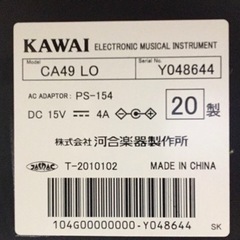 KAWAI ELECTRONIC MUSICAL INSTRUMENT
Model CA49 LO
Serial No. Y048644
AC ADAPTOR: PS-154
DC 15V ⎓ 4A
20 製
株式会社 河合楽器製作所
JASPAC T-2010102 MADE IN CHINA
104G00000000-Y048644
SK